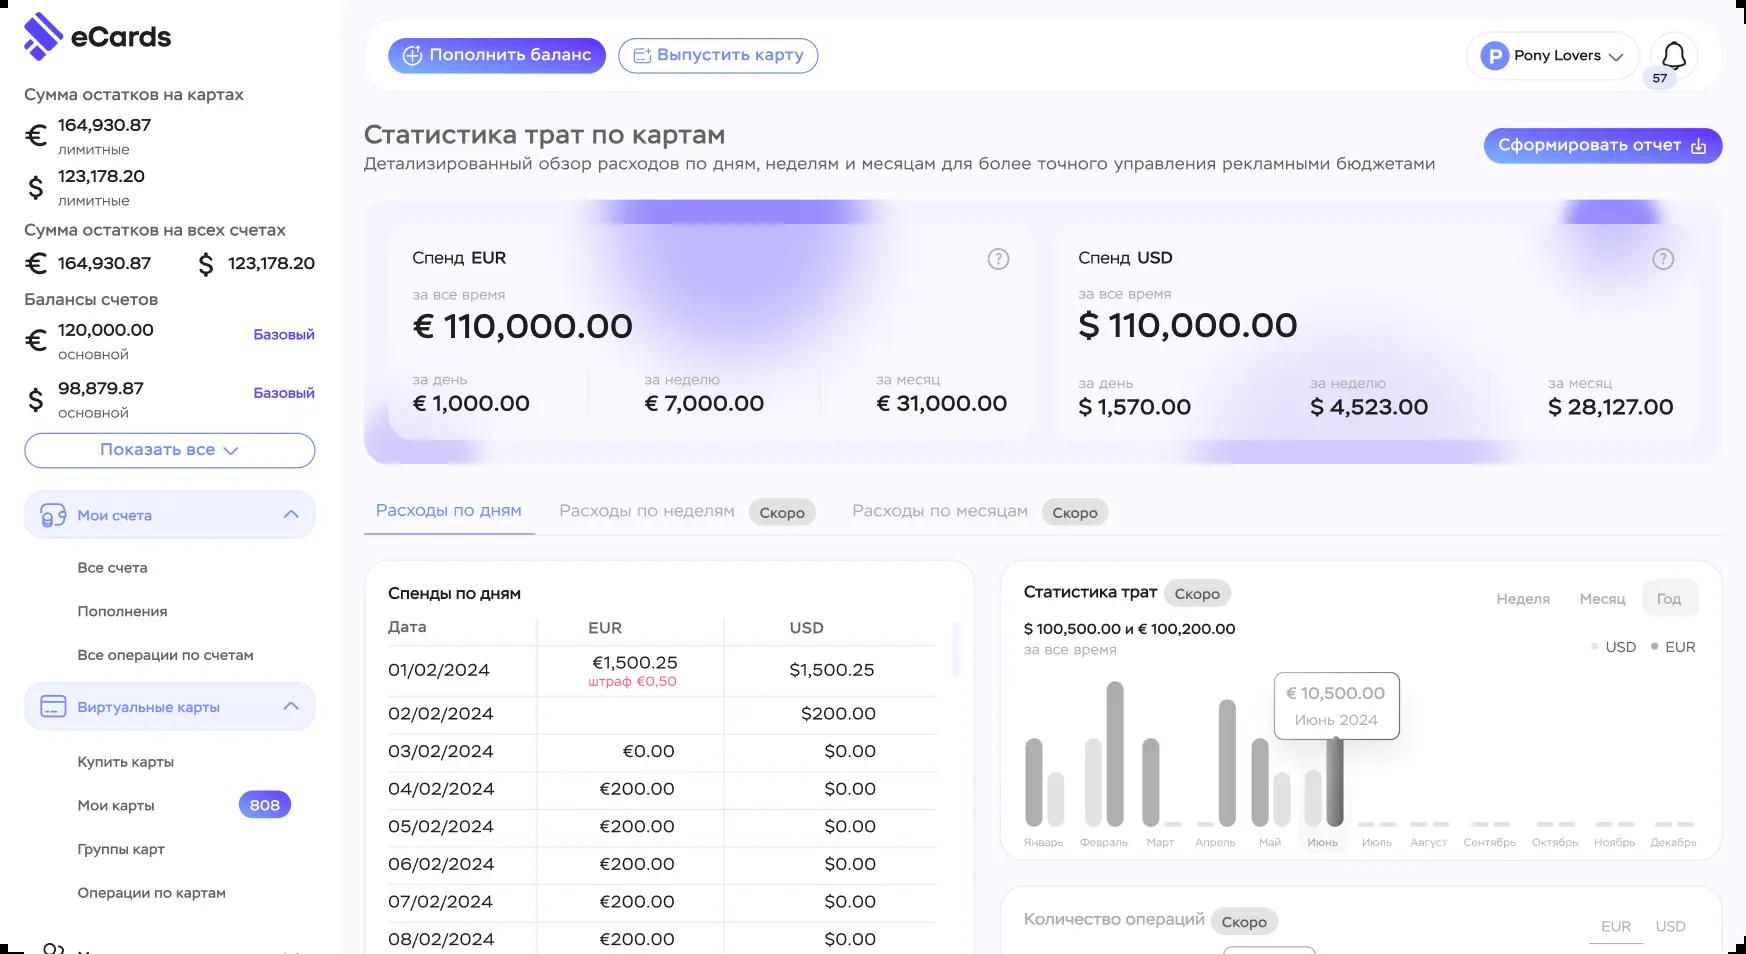 eCards
Сумма остатков на картах
€ 164,930.87
лимитные
$ 123,178.20
лимитные
Сумма остатков на всех счетах
€ 164,930.87 $ 123,178.20
Балансы счетов
€ 120,000.00 Базовый
основной
$ 98,879.87 Базовый
основной
Показать все
Мои счета
Все счета
Пополнения
Все операции по счетам
Виртуальные карты
Купить карты
Мои карты 808
Группы карт
Операции по картам
Пополнить баланс Выпустить карту
P Pony Lovers 57
Статистика трат по картам
Детализированный обзор расходов по дням, неделям и месяцам для более точного управления рекламными бюджетами
Сформировать отчет
Спенд EUR ?
за все время
€ 110,000.00
за день за неделю за месяц
€ 1,000.00 € 7,000.00 € 31,000.00
Спенд USD ?
за все время
$ 110,000.00
за день за неделю за месяц
$ 1,570.00 $ 4,523.00 $ 28,127.00
Расходы по дням Расходы по неделям Скоро Расходы по месяцам Скоро
Спенды по дням
Дата EUR USD
01/02/2024 €1,500.25 $1,500.25
штраф €0,50
02/02/2024 $200.00
03/02/2024 €0.00 $0.00
04/02/2024 €200.00 $0.00
05/02/2024 €200.00 $0.00
06/02/2024 €200.00 $0.00
07/02/2024 €200.00 $0.00
08/02/2024 €200.00 $0.00
Статистика трат Скоро
Неделя Месяц Год
$ 100,500.00 и € 100,200.00
за все время
USD EUR
€ 10,500.00
Июнь 2024
Январь Февраль Март Апрель Май Июнь Июль Август Сентябрь Октябрь Ноябрь Декабрь
Количество операций Скоро
EUR USD